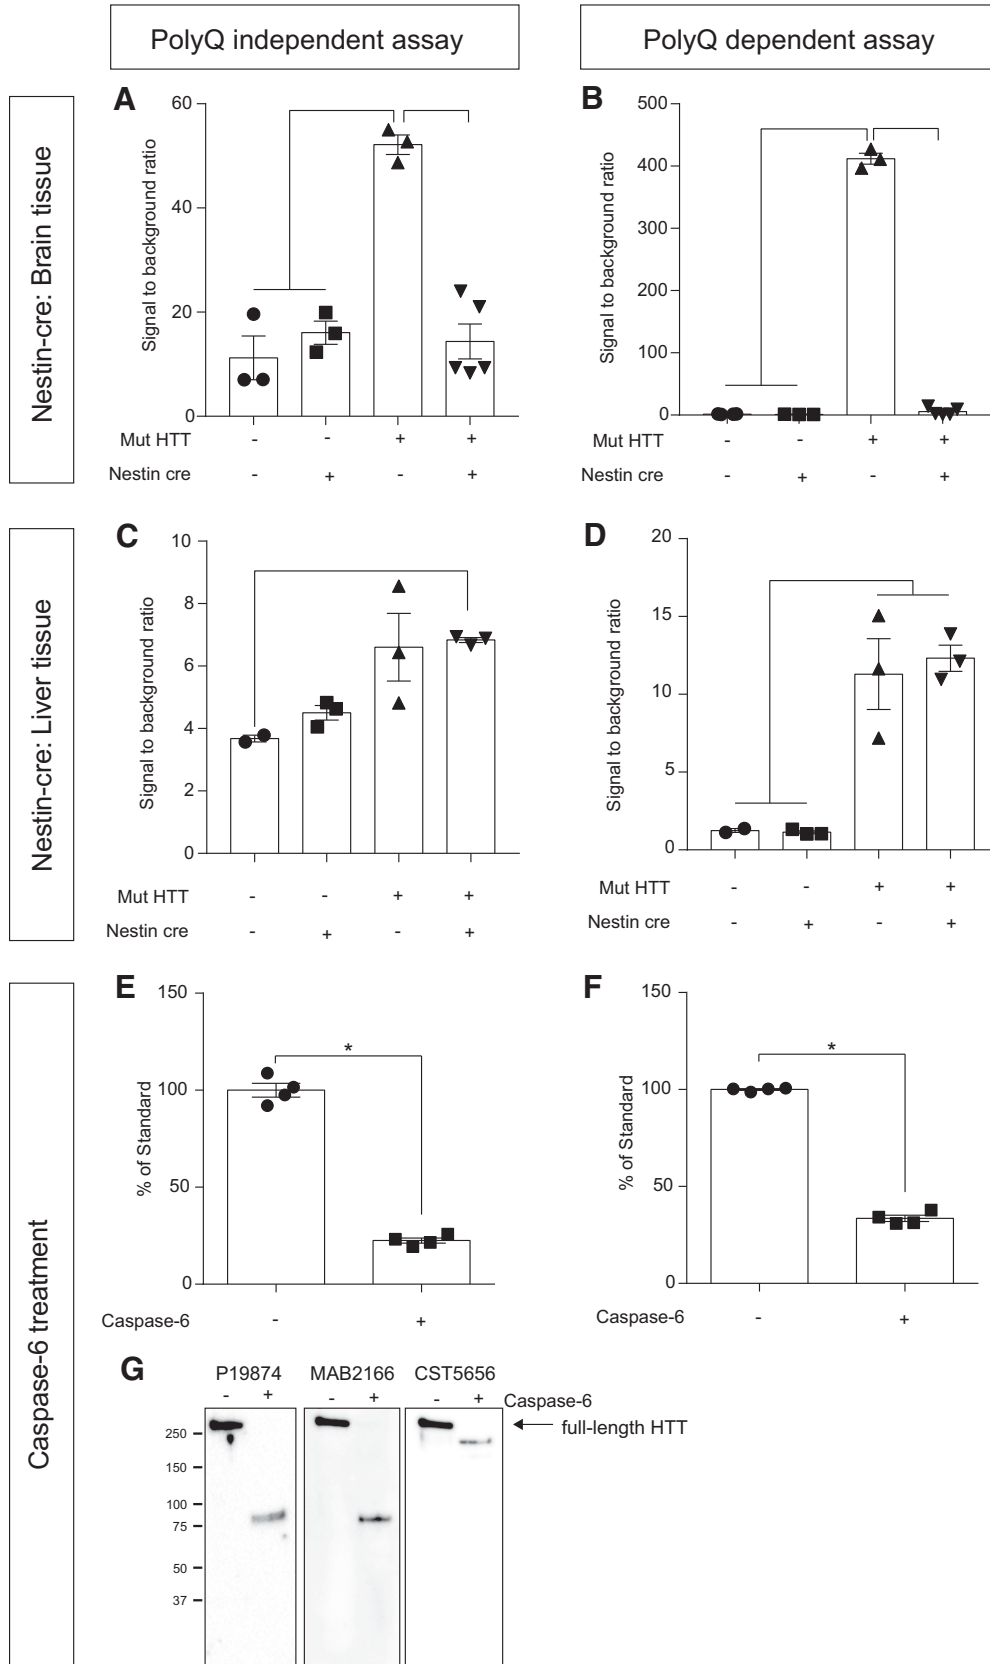 PolyQ independent assay
PolyQ dependent assay
Nestin-cre: Brain tissue
A
Signal to background ratio
60
40
20
0
Mut HTT - - + +
Nestin cre - + - +
B
Signal to background ratio
500
400
300
200
100
0
Mut HTT - - + +
Nestin cre - + - +
Nestin-cre: Liver tissue
C
Signal to background ratio
10
8
6
4
2
0
Mut HTT - - + +
Nestin cre - + - +
D
Signal to background ratio
20
15
10
5
0
Mut HTT - - + +
Nestin cre - + - +
Caspase-6 treatment
E
% of Standard
150
100
50
0
*
Caspase-6 - +
F
% of Standard
150
100
50
0
*
Caspase-6 - +
G
P19874 MAB2166 CST5656
- + - + - + Caspase-6
full-length HTT
250
150
100
75
50
37